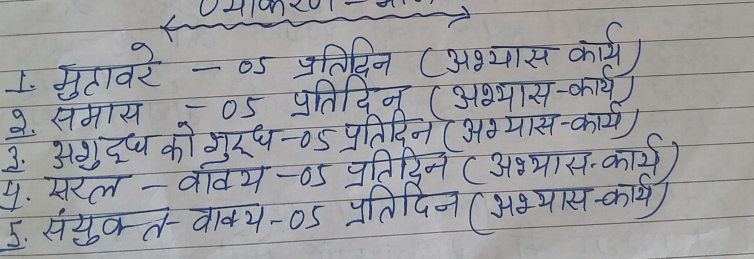 व्याकरण-
1. मुहावरे - 05 प्रतिदिन (अभ्यास कार्य)
2. समास - 05 प्रतिदिन (अभ्यास-कार्य)
3. अशुद्ध को शुद्ध-05 प्रतिदिन (अभ्यास-कार्य)
4. सरल - वाक्य -05 प्रतिदिन (अभ्यास-कार्य)
5. संयुक्त-वाक्य-05 प्रतिदिन (अभ्यास-कार्य)